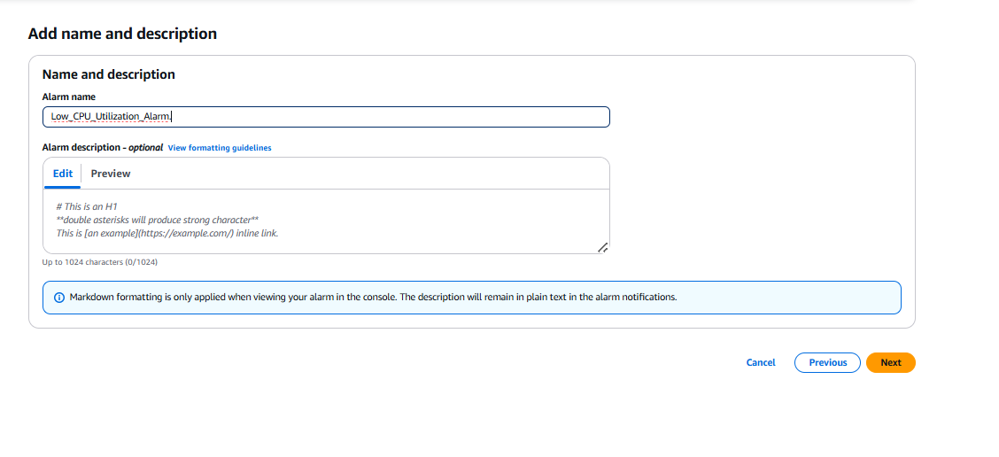 Add name and description
Name and description
Alarm name
Low_CPU_Utilization_Alarm.
Alarm description - optional View formatting guidelines
Edit Preview
# This is an H1
**double asterisks will produce strong character**
This is [an example](https://example.com/) inline link.
Up to 1024 characters (0/1024)
Markdown formatting is only applied when viewing your alarm in the console. The description will remain in plain text in the alarm notifications.
Cancel Previous Next